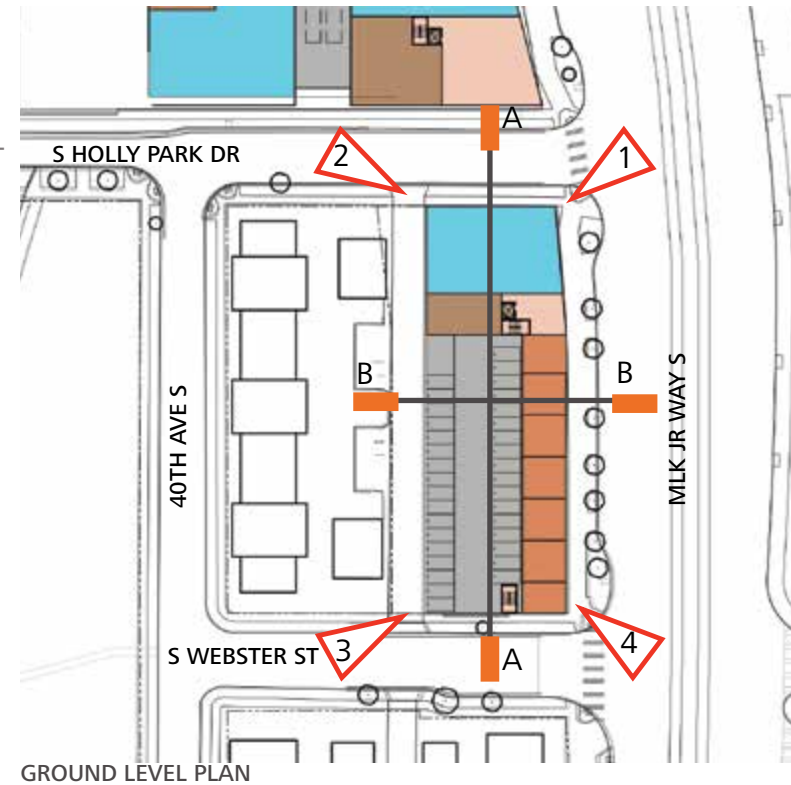 A
S HOLLY PARK DR
2
1
B
B
40TH AVE S
MLK JR WAY S
S WEBSTER ST
3
A
4
GROUND LEVEL PLAN